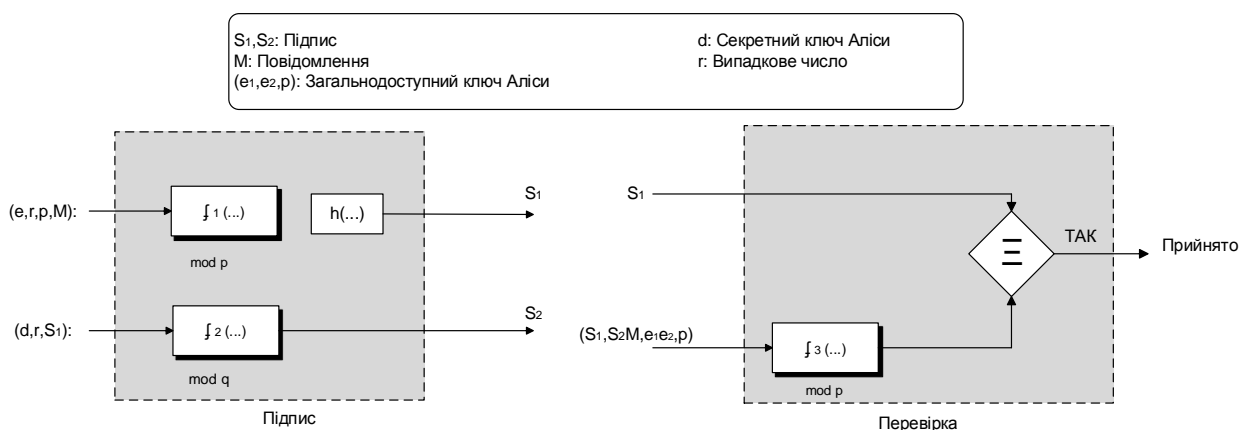 S1,S2: Підпис
d: Секретний ключ Аліси
M: Повідомлення
r: Випадкове число
(e1,e2,p): Загальнодоступний ключ Аліси
(e,r,p,M):
ʄ 1 (...)
h(...)
S1
mod p
(d,r,S1):
ʄ 2 (...)
S2
mod q
Підпис
S1
Ξ
ТАК
Прийнято
(S1,S2M,e1e2,p)
ʄ 3 (...)
mod p
Перевірка